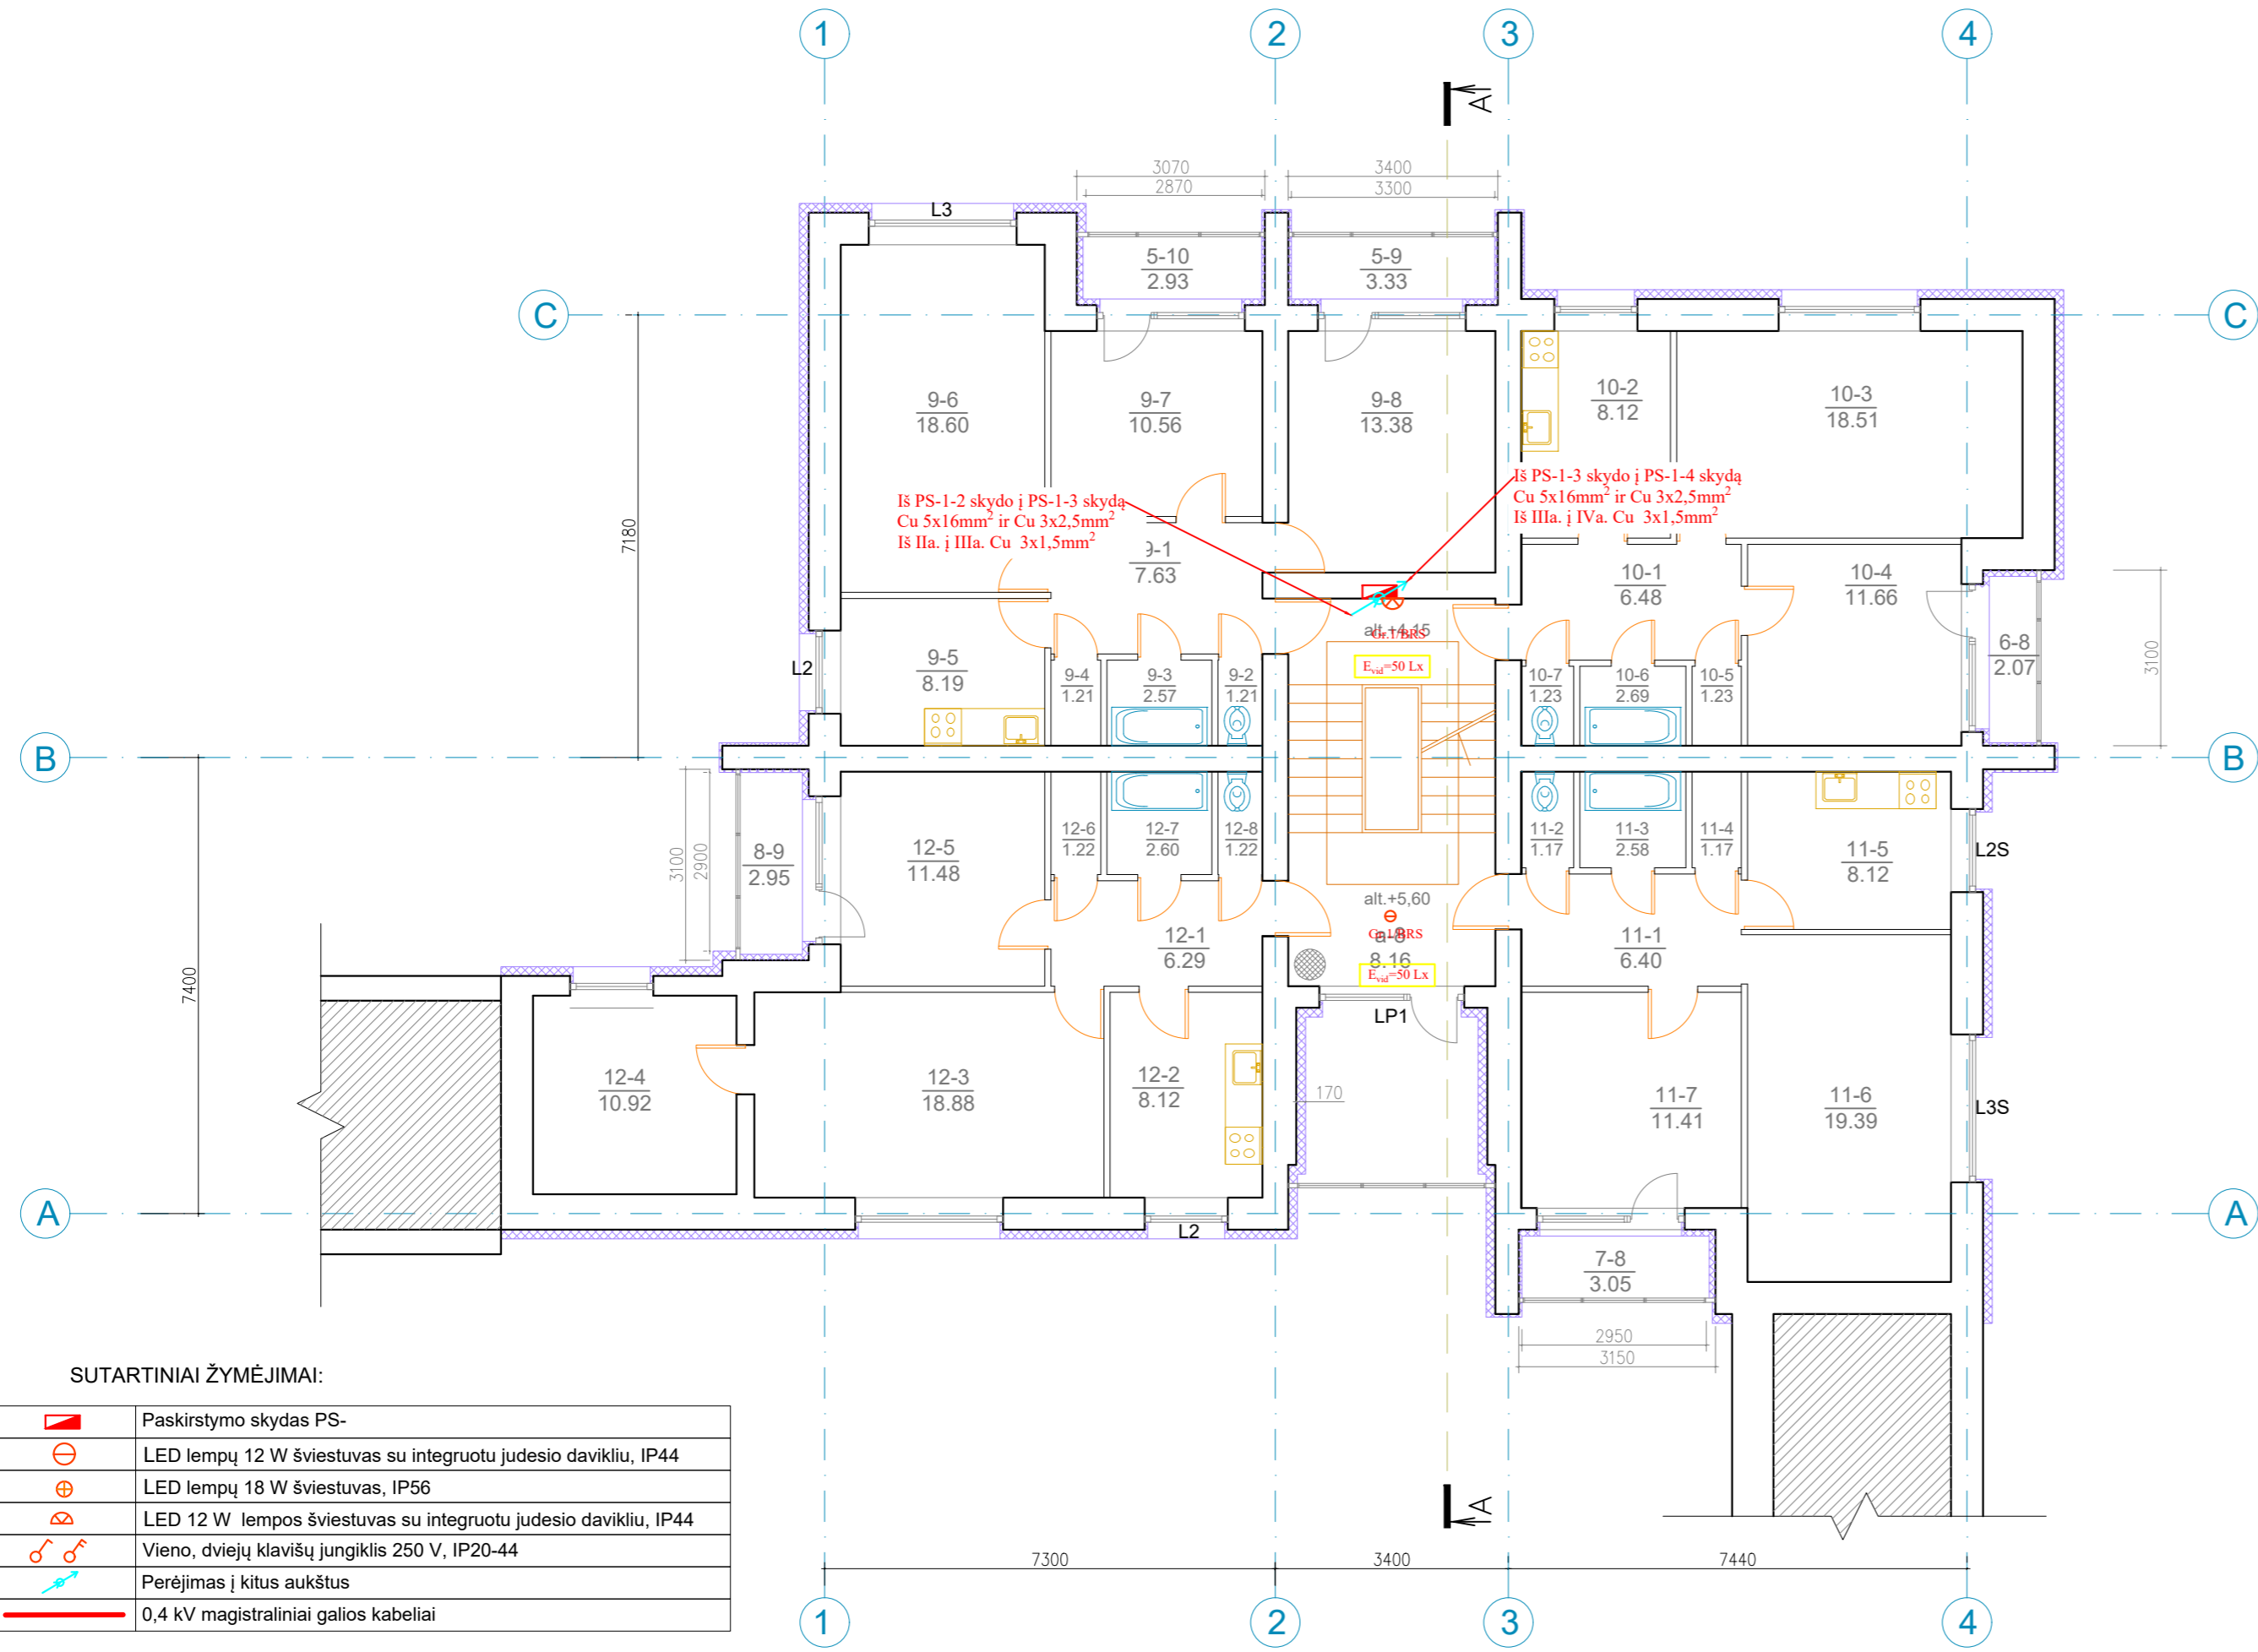 1
2
3
4
A
3070
2870
3400
3300
L3
5-10
2.93
5-9
3.33
C
C
7180
9-6
18.60
9-7
10.56
9-8
13.38
10-2
8.12
10-3
18.51
Iš PS-1-2 skydo į PS-1-3 skydą
Cu 5x16mm² ir Cu 3x2,5mm²
Iš IIa. į IIIa. Cu 3x1,5mm²
Iš PS-1-3 skydo į PS-1-4 skydą
Cu 5x16mm² ir Cu 3x2,5mm²
Iš IIIa. į IVa. Cu 3x1,5mm²
9-1
7.63
10-1
6.48
10-4
11.66
alt.+4,15
Gr.1/BRS
Evid=50 Lx
6-8
2.07
3100
L2
9-5
8.19
9-4
1.21
9-3
2.57
9-2
1.21
10-7
1.23
10-6
2.69
10-5
1.23
B
B
3100
2900
8-9
2.95
12-5
11.48
12-6
1.22
12-7
2.60
12-8
1.22
11-2
1.17
11-3
2.58
11-4
1.17
11-5
8.12
L2S
alt.+5,60
Gr.1/BRS
a-3
8.16
Evid=50 Lx
12-1
6.29
11-1
6.40
7400
LP1
12-4
10.92
12-3
18.88
12-2
8.12
170
11-7
11.41
11-6
19.39
L3S
A
A
L2
7-8
3.05
2950
3150
A
SUTARTINIAI ŽYMĖJIMAI:
Paskirstymo skydas PS-
LED lempų 12 W šviestuvas su integruotu judesio davikliu, IP44
LED lempų 18 W šviestuvas, IP56
LED 12 W lempos šviestuvas su integruotu judesio davikliu, IP44
Vieno, dviejų klavišų jungiklis 250 V, IP20-44
Perėjimas į kitus aukštus
0,4 kV magistraliniai galios kabeliai
7300
3400
7440
1
2
3
4